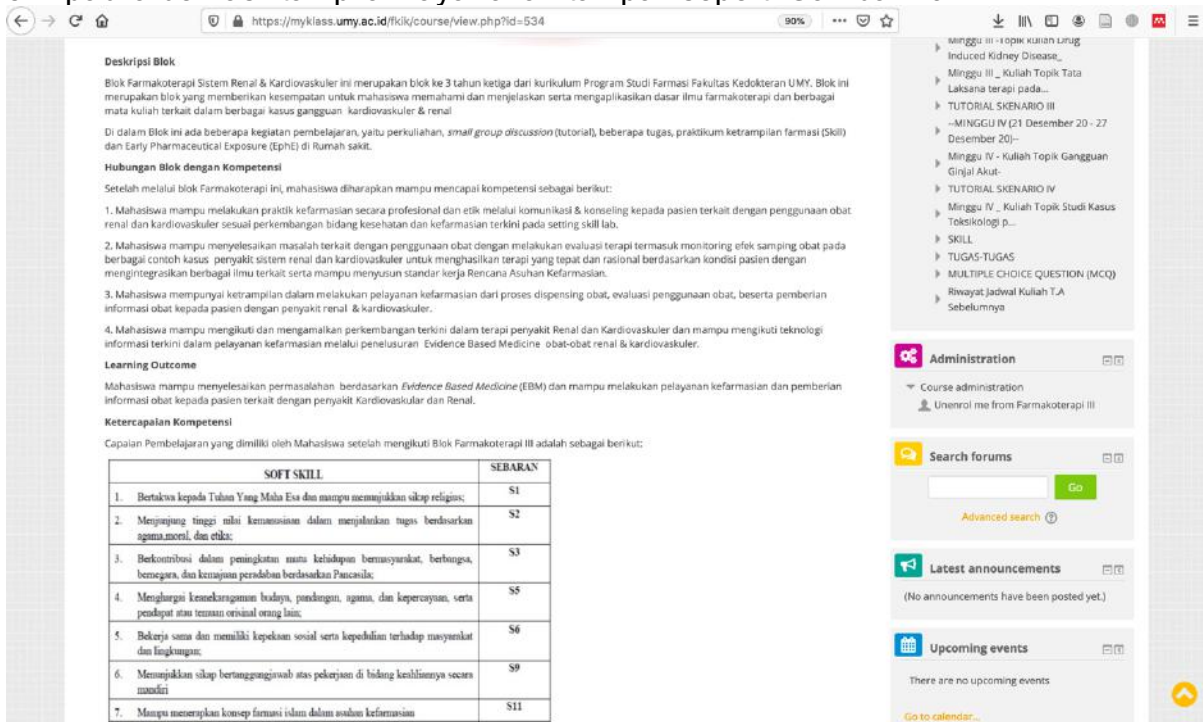 https://myklass.umy.ac.id/fkik/course/view.php?id=534
90%
Deskripsi Blok
Blok Farmakoterapi Sistem Renal & Kardiovaskuler ini merupakan blok ke 3 tahun ketiga dari kurikulum Program Studi Farmasi Fakultas Kedokteran UMY. Blok ini
merupakan blok yang memberikan kesempatan untuk mahasiswa memahami dan menjelaskan serta mengaplikasikan dasar ilmu farmakoterapi dan berbagai
mata kuliah terkait dalam berbagai kasus gangguan kardiovaskuler & renal
Di dalam Blok ini ada beberapa kegiatan pembelajaran, yaitu perkuliahan, small group discussion (tutorial), beberapa tugas, praktikum ketrampilan farmasi (Skill)
dan Early Pharmaceutical Exposure (EphE) di Rumah sakit.
Hubungan Blok dengan Kompetensi
Setelah melalui blok Farmakoterapi ini, mahasiswa diharapkan mampu mencapai kompetensi sebagai berikut:
1. Mahasiswa mampu melakukan praktik kefarmasian secara profesional dan etik melalui komunikasi & konseling kepada pasien terkait dengan penggunaan obat
renal dan kardiovaskuler sesuai perkembangan bidang kesehatan dan kefarmasian terkini pada setting skill lab.
2. Mahasiswa mampu menyelesaikan masalah terkait dengan penggunaan obat dengan melakukan evaluasi terapi termasuk monitoring efek samping obat pada
berbagai contoh kasus penyakit sistem renal dan kardiovaskuler untuk menghasilkan terapi yang tepat dan rasional berdasarkan kondisi pasien dengan
mengintegrasikan berbagai ilmu terkait serta mampu menyusun standar kerja Rencana Asuhan Kefarmasian.
3. Mahasiswa mempunyai ketrampilan dalam melakukan pelayanan kefarmasian dari proses dispensing obat, evaluasi penggunaan obat, beserta pemberian
informasi obat kepada pasien dengan penyakit renal & kardiovaskuler.
4. Mahasiswa mampu mengikuti dan mengamalkan perkembangan terkini dalam terapi penyakit Renal dan Kardiovaskuler dan mampu mengikuti teknologi
informasi terkini dalam pelayanan kefarmasian melalui penelusuran Evidence Based Medicine obat-obat renal & kardiovaskuler.
Learning Outcome
Mahasiswa mampu menyelesaikan permasalahan berdasarkan Evidence Based Medicine (EBM) dan mampu melakukan pelayanan kefarmasian dan pemberian
informasi obat kepada pasien terkait dengan penyakit Kardiovaskular dan Renal.
Ketercapaian Kompetensi
Capaian Pembelajaran yang dimiliki oleh Mahasiswa setelah mengikuti Blok Farmakoterapi III adalah sebagai berikut:
SOFT SKILL SEBARAN
1. Bertakwa kepada Tuhan Yang Maha Esa dan mampu menunjukkan sikap religius; S1
2. Menjunjung tinggi nilai kemanusiaan dalam menjalankan tugas berdasarkan S2
agama,moral, dan etika;
3. Berkontribusi dalam peningkatan mutu kehidupan bermasyarakat, berbangsa, S3
bernegara, dan kemajuan peradaban berdasarkan Pancasila;
4. Menghargai keanekaragaman budaya, pandangan, agama, dan kepercayaan, serta S5
pendapat atau temuan orisinal orang lain;
5. Bekerja sama dan memiliki kepekaan sosial serta kepedulian terhadap masyarakat S6
dan lingkungan;
6. Menunjukkan sikap bertanggungjawab atas pekerjaan di bidang keahliannya secara S9
mandiri
7. Mampu menerapkan konsep farmasi islam dalam asuhan kefarmasian S11
Minggu III -Topik Kuliah Drug
Induced Kidney Disease_
Minggu III _ Kuliah Topik Tata
Laksana terapi pada...
TUTORIAL SKENARIO III
--MINGGU IV (21 Desember 20 - 27
Desember 20)--
Minggu IV - Kuliah Topik Gangguan
Ginjal Akut-
TUTORIAL SKENARIO IV
Minggu IV _ Kuliah Topik Studi Kasus
Toksikologi p...
SKILL
TUGAS-TUGAS
MULTIPLE CHOICE QUESTION (MCQ)
Riwayat Jadwal Kuliah T.A
Sebelumnya
Administration
Course administration
Unenrol me from Farmakoterapi III
Search forums
Go
Advanced search
Latest announcements
(No announcements have been posted yet.)
Upcoming events
There are no upcoming events
Go to calendar...